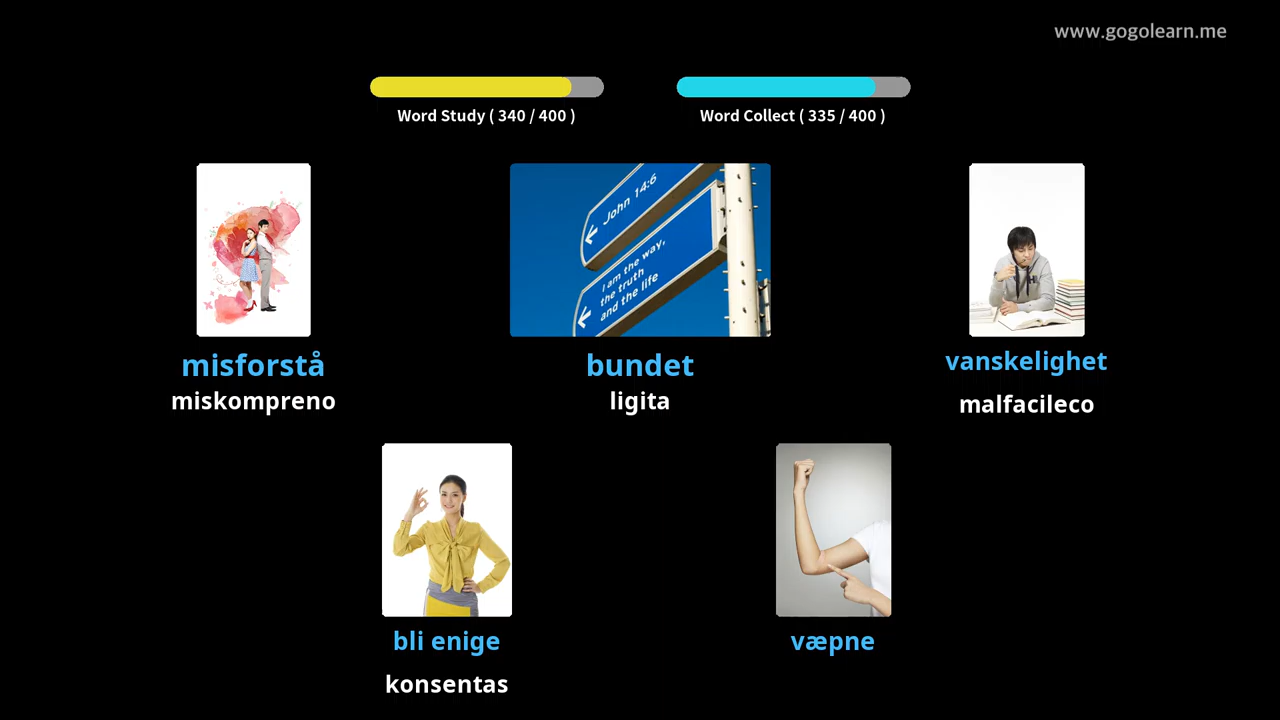 www.gogolearn.me
Word Study ( 340 / 400 )
Word Collect ( 335 / 400 )
John 14:6
I am the way,
the truth
and the life
misforstå
miskompreno
bundet
ligita
vanskelighet
malfacileco
bli enige
konsentas
væpne